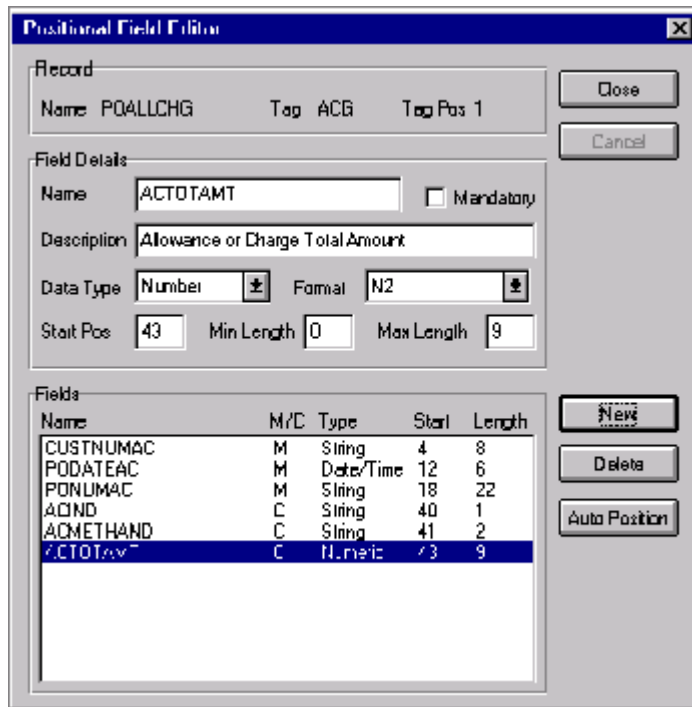 Positional Field Editor
Record
Name POALLCHG Tag ACG Tag Pos 1
Close
Cancel
Field Details
Name ACTOTAMT Mandatory
Description Allowance or Charge Total Amount
Data Type Number Format N2
Start Pos 43 Min Length 0 Max Length 9
Fields
Name M/C Type Start Length
CUSTNUMAC M String 4 8
PODATEAC M Date/Time 12 6
PONUMAC M String 18 22
ACIND C String 40 1
ACMETHAND C String 41 2
ACTOTAMT C Numeric 43 9
New
Delete
Auto Position